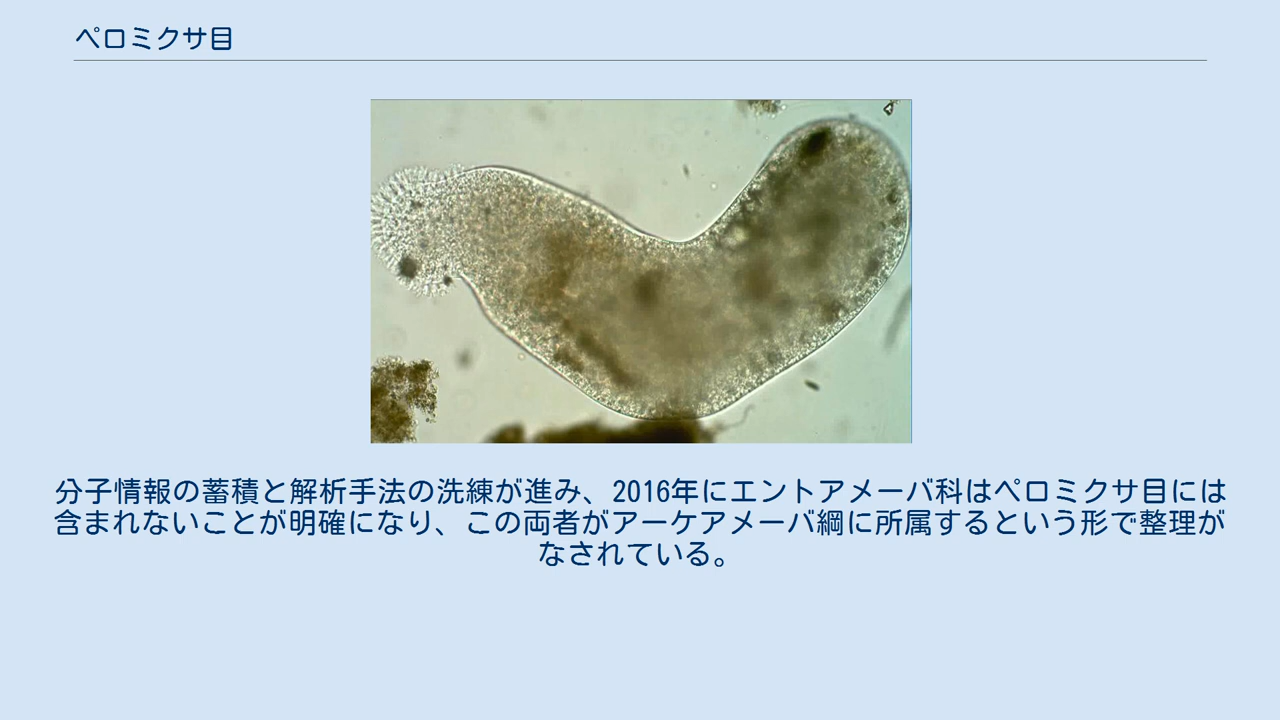 ペロミクサ目
分子情報の蓄積と解析手法の洗練が進み、2016年にエントアメーバ科はペロミクサ目には
含まれないことが明確になり、この両者がアーケアメーバ綱に所属するという形で整理が
なされている。